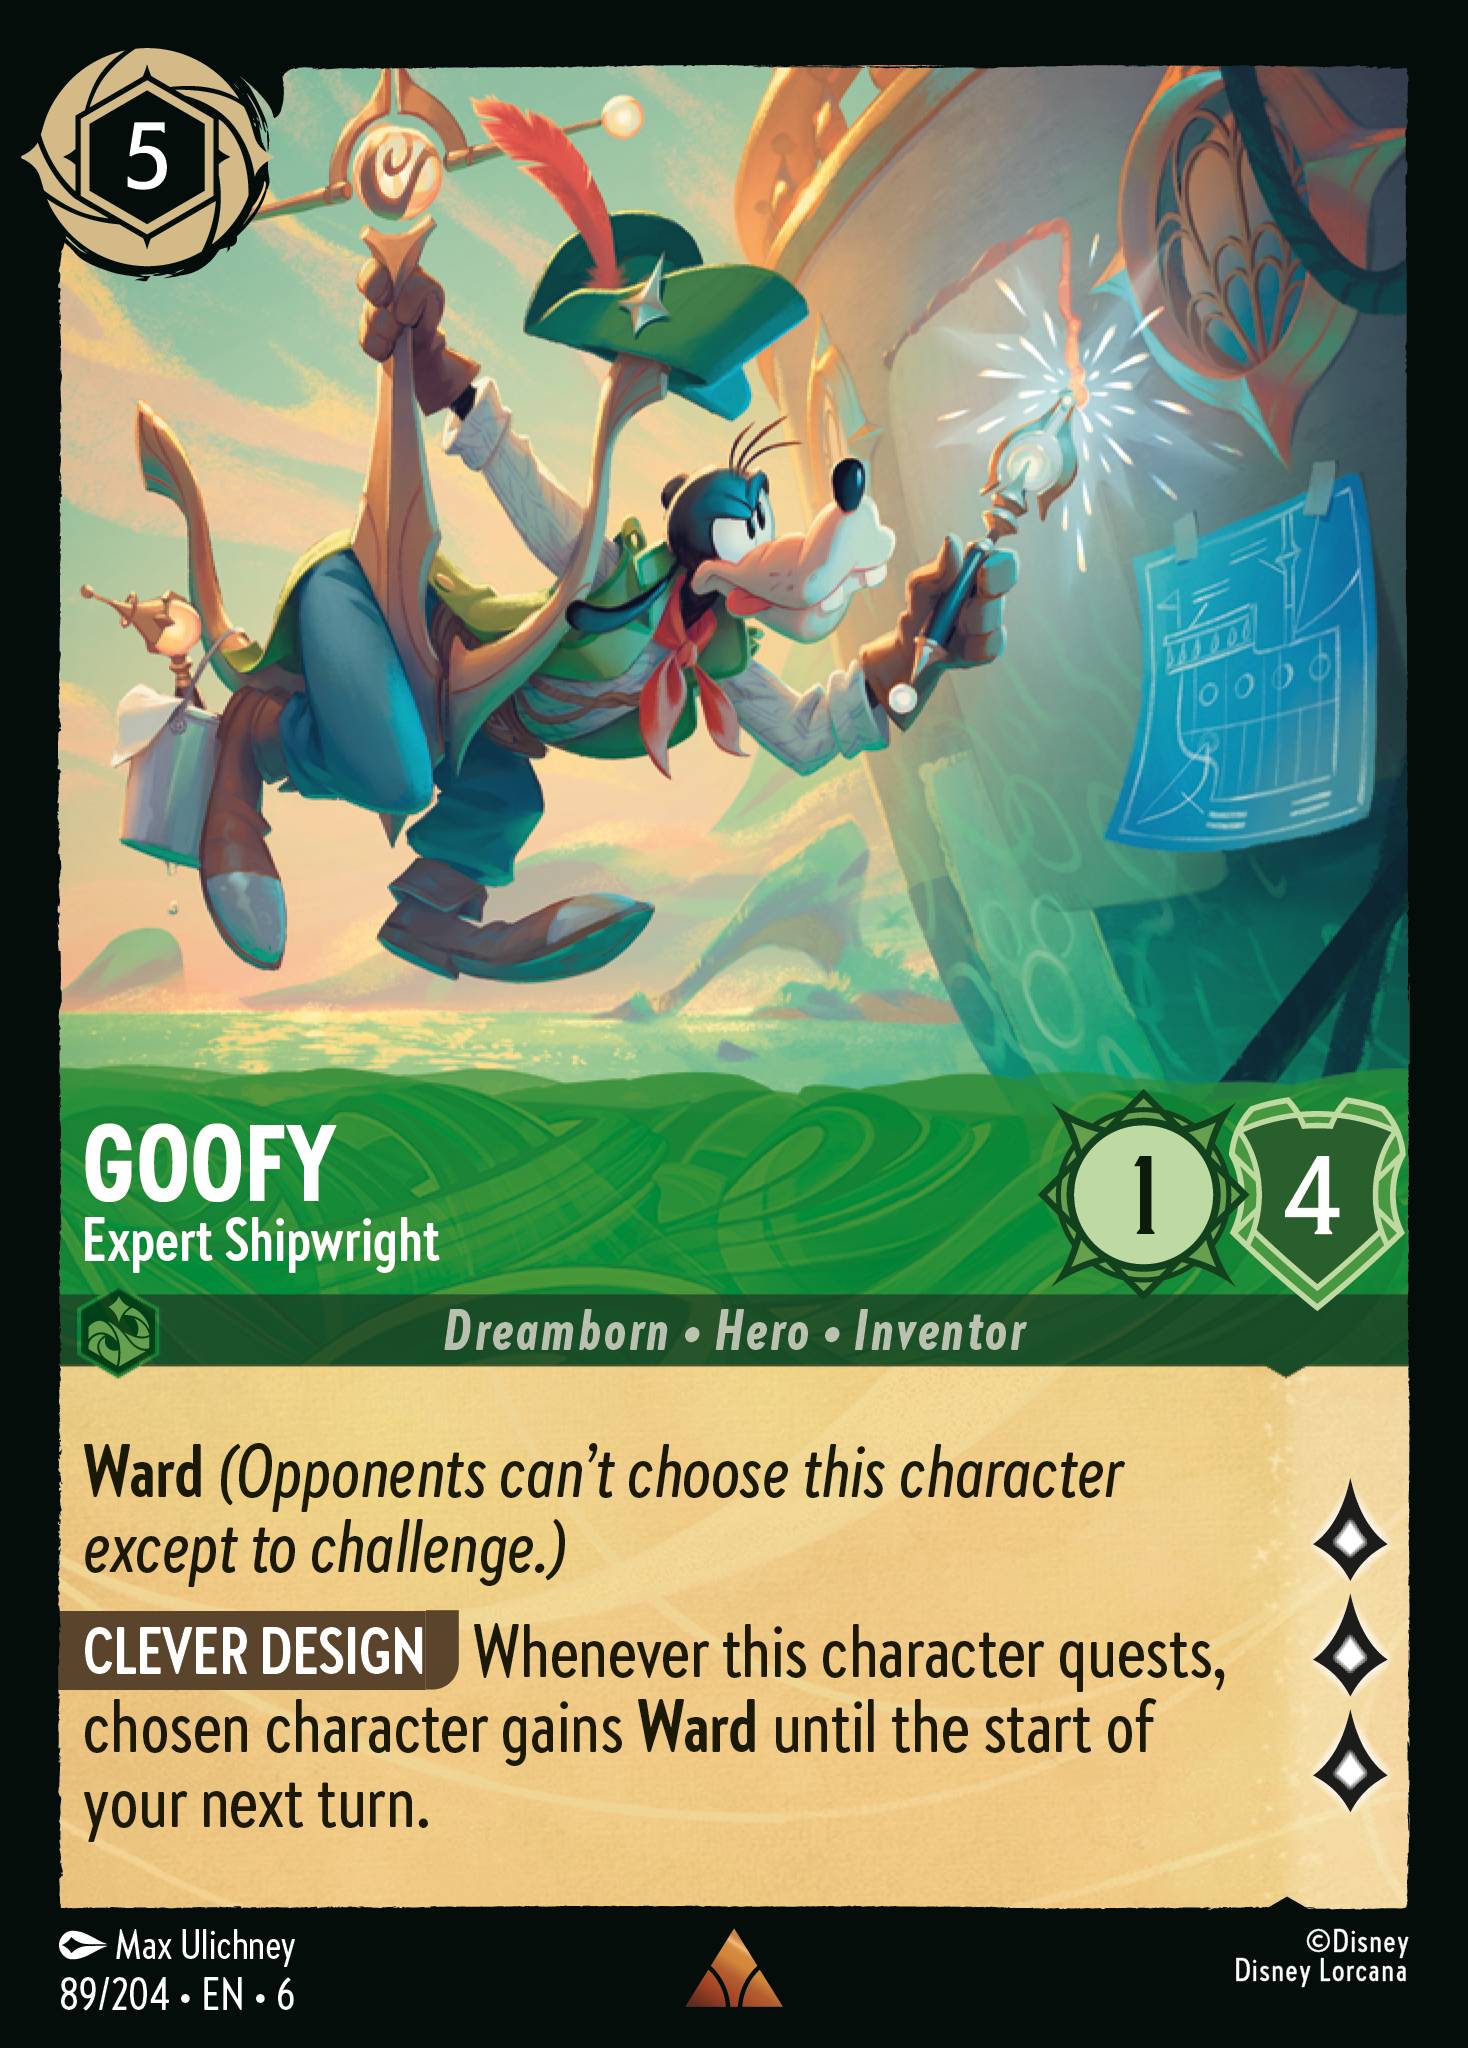 5
GOOFY
Expert Shipwright
1
4
Dreamborn • Hero • Inventor
Ward (Opponents can't choose this character
except to challenge.)
CLEVER DESIGN Whenever this character quests,
chosen character gains Ward until the start of
your next turn.
Max Ulichney
89/204 • EN • 6
©Disney
Disney Lorcana